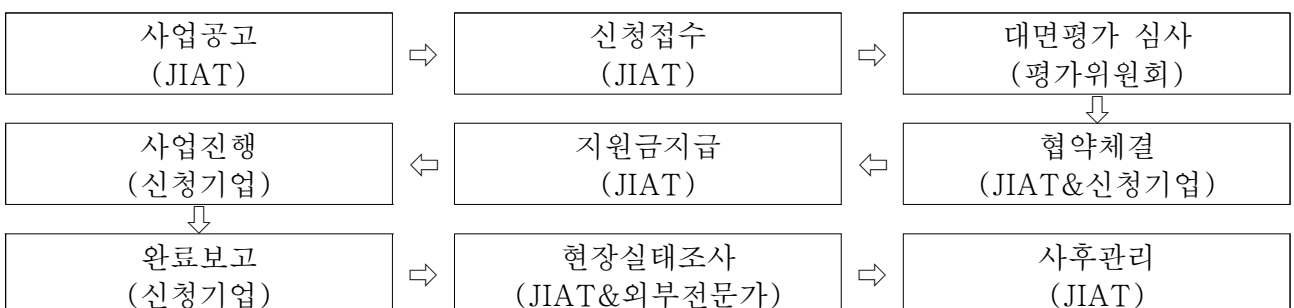 사업공고
(JIAT)
⇨
신청접수
(JIAT)
⇨
대면평가 심사
(평가위원회)
⇩
협약체결
(JIAT&신청기업)
⇦
지원금지급
(JIAT)
⇦
사업진행
(신청기업)
⇩
완료보고
(신청기업)
⇨
현장실태조사
(JIAT&외부전문가)
⇨
사후관리
(JIAT)